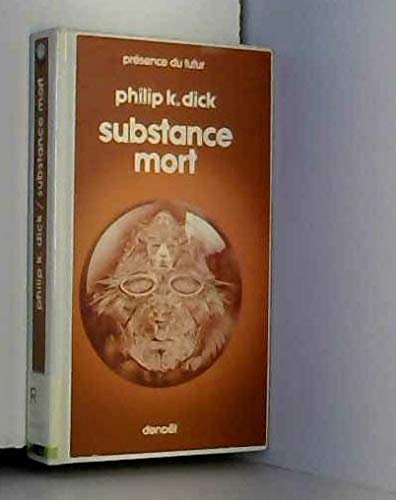 présence du futur
philip k. dick
substance
mort
denoël
philip k. dick / substance mort
R